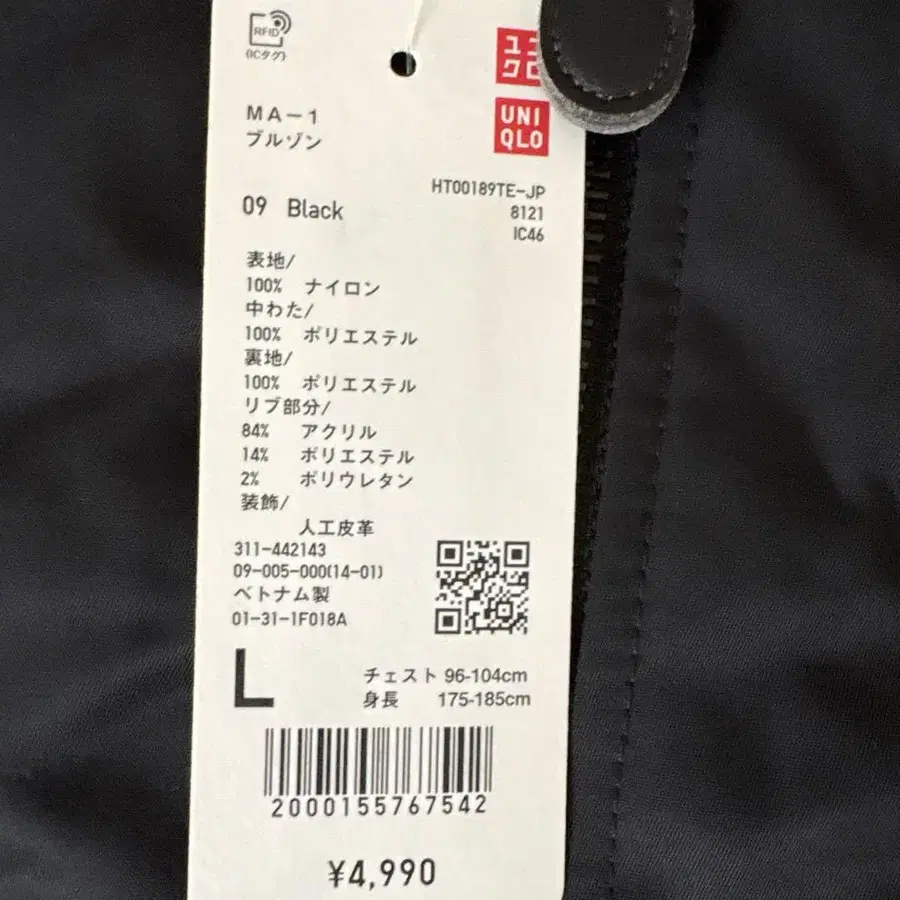 RFID
(ICタグ)
ユニ
クロ
UNI
QLO
MA-1
ブルゾン
HT00189TE-JP
8121
IC46
09 Black
表地/
100% ナイロン
中わた/
100% ポリエステル
裏地/
100% ポリエステル
リブ部分/
84% アクリル
14% ポリエステル
2% ポリウレタン
装飾/
人工皮革
311-442143
09-005-000(14-01)
ベトナム製
01-31-1F018A
L
チェスト 96-104cm
身長 175-185cm
2000155767542
¥4,990